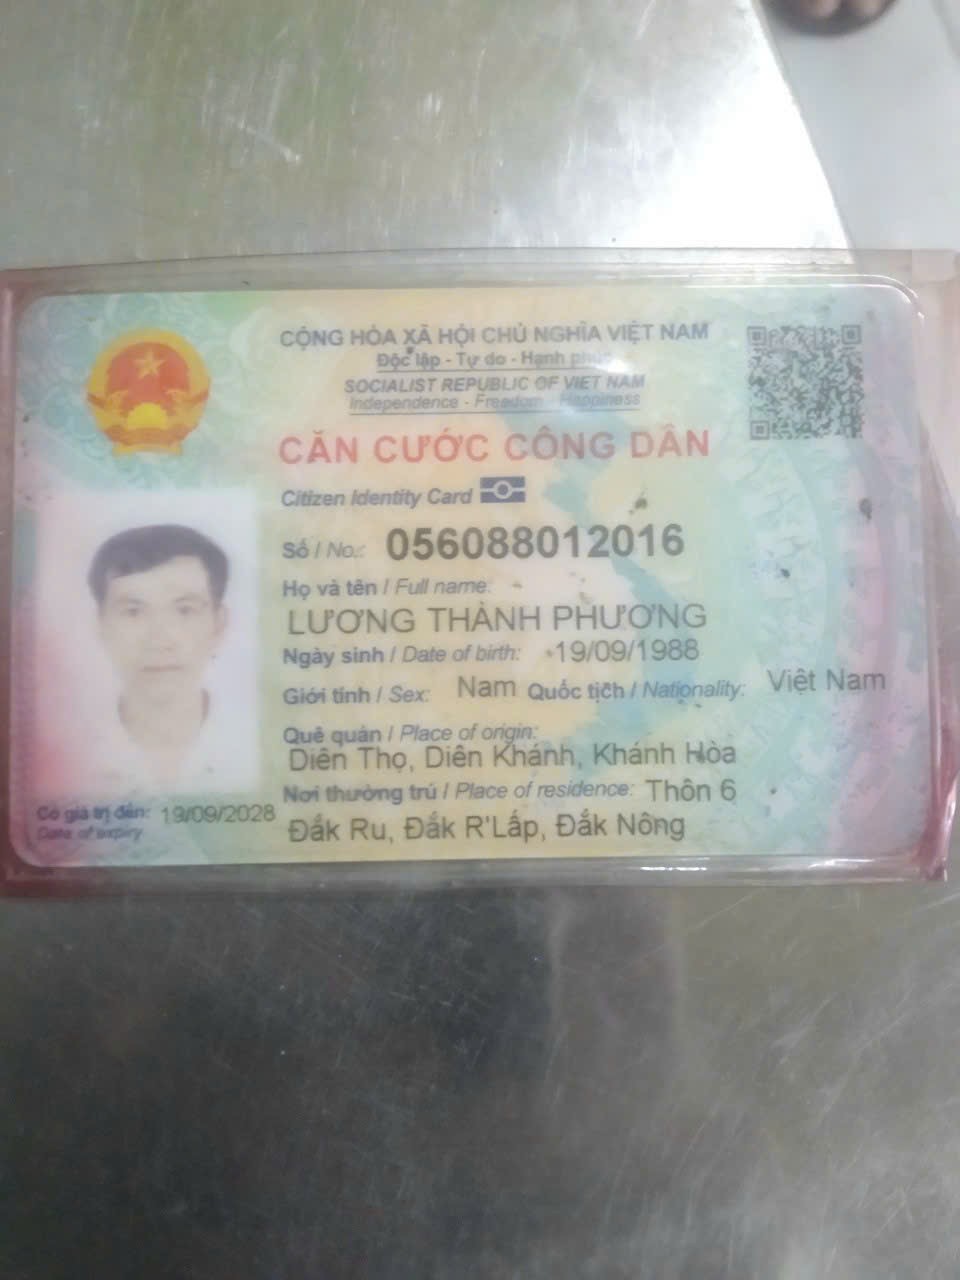 CỘNG HÒA XÃ HỘI CHỦ NGHĨA VIỆT NAM
Độc lập - Tự do - Hạnh phúc
SOCIALIST REPUBLIC OF VIET NAM
Independence - Freedom - Happiness
CĂN CƯỚC CÔNG DÂN
Citizen Identity Card
Số / No.: 056088012016
Họ và tên / Full name:
LƯƠNG THÀNH PHƯƠNG
Ngày sinh / Date of birth: 19/09/1988
Giới tính / Sex: Nam Quốc tịch / Nationality: Việt Nam
Quê quán / Place of origin:
Diên Thọ, Diên Khánh, Khánh Hòa
Nơi thường trú / Place of residence: Thôn 6
Đắk Ru, Đắk R'Lấp, Đắk Nông
Có giá trị đến: 19/09/2028
Date of expiry